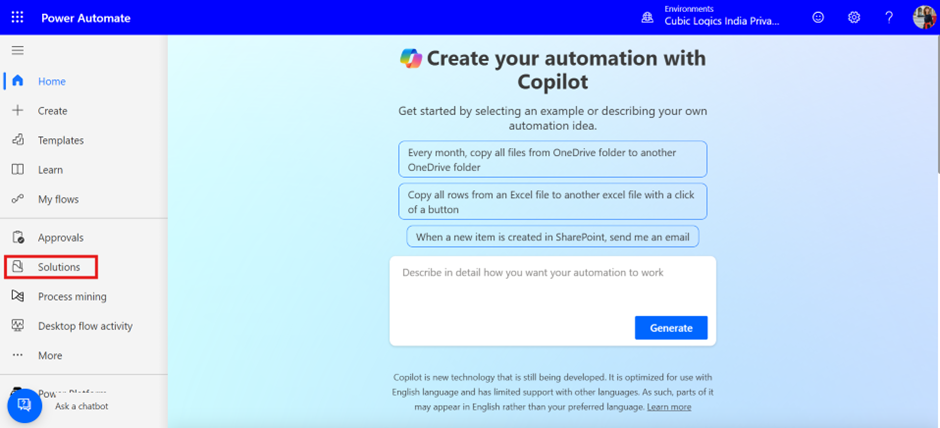 Power Automate
Environments
Cubic Logics India Priva...
?
Home
Create
Templates
Learn
My flows
Approvals
Solutions
Process mining
Desktop flow activity
More
Ask a chatbot
Create your automation with
Copilot
Get started by selecting an example or describing your own
automation idea.
Every month, copy all files from OneDrive folder to another
OneDrive folder
Copy all rows from an Excel file to another excel file with a click
of a button
When a new item is created in SharePoint, send me an email
Describe in detail how you want your automation to work
Generate
Copilot is new technology that is still being developed. It is optimized for use with
English language and has limited support with other languages. As such, parts of it
may appear in English rather than your preferred language. Learn more